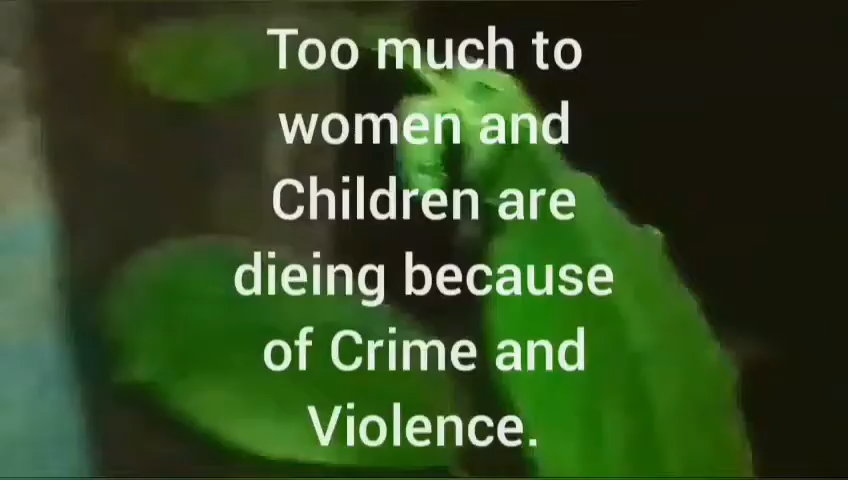 Too much to
women and
Children are
dieing because
of Crime and
Violence.